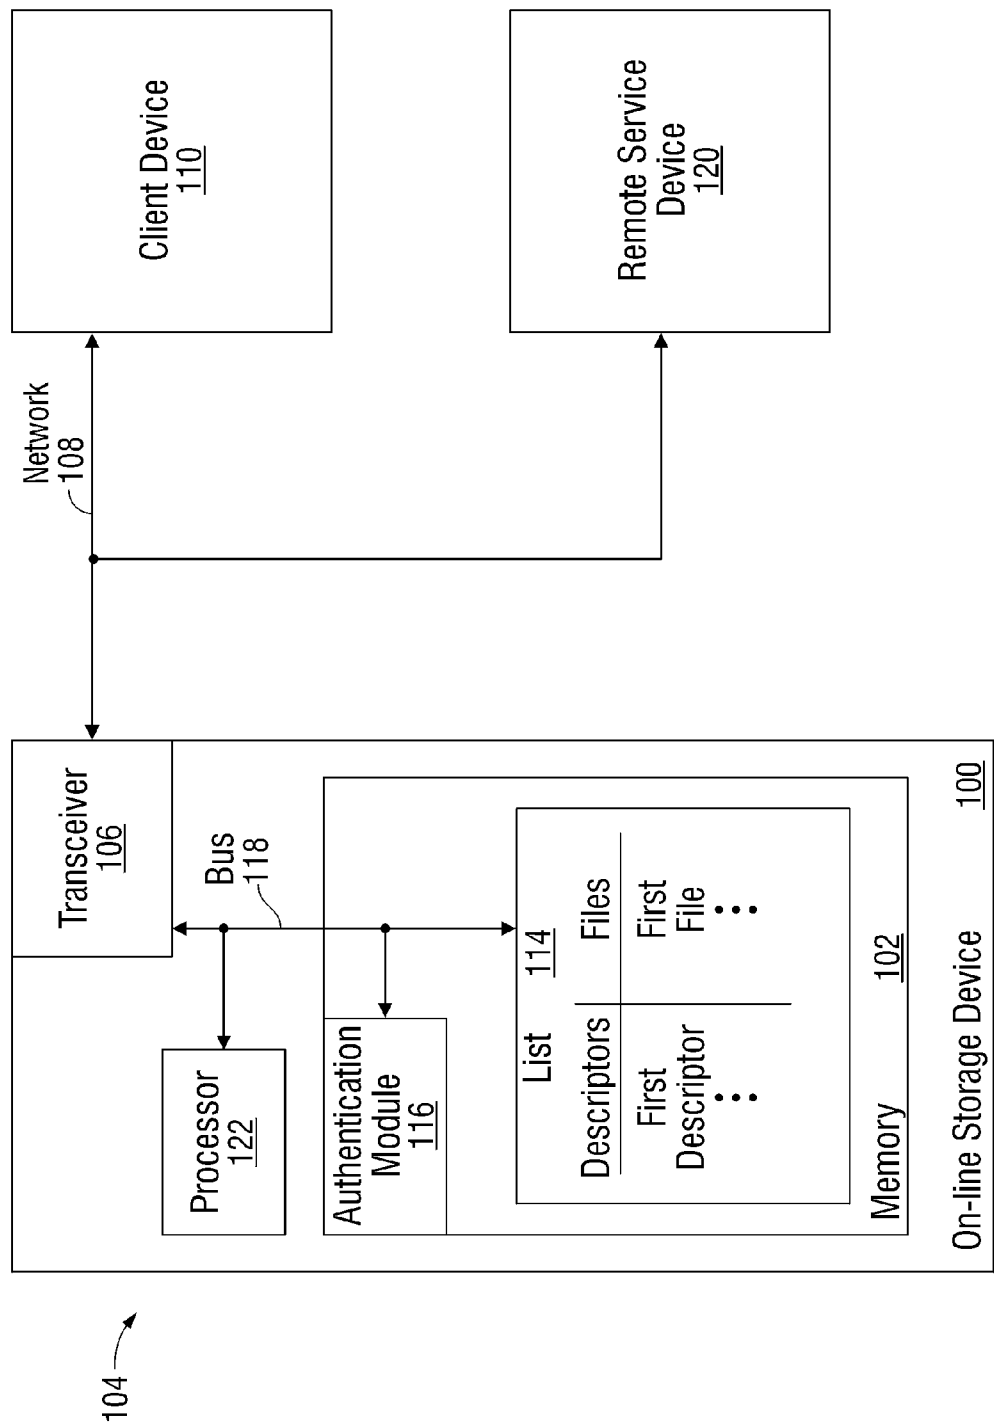 104
Transceiver
106
Processor
122
Bus
118
Authentication
Module
116
List 114
Descriptors Files
First
Descriptor
First
File
Memory 102
On-line Storage Device 100
Network
108
Client Device
110
Remote Service
Device
120